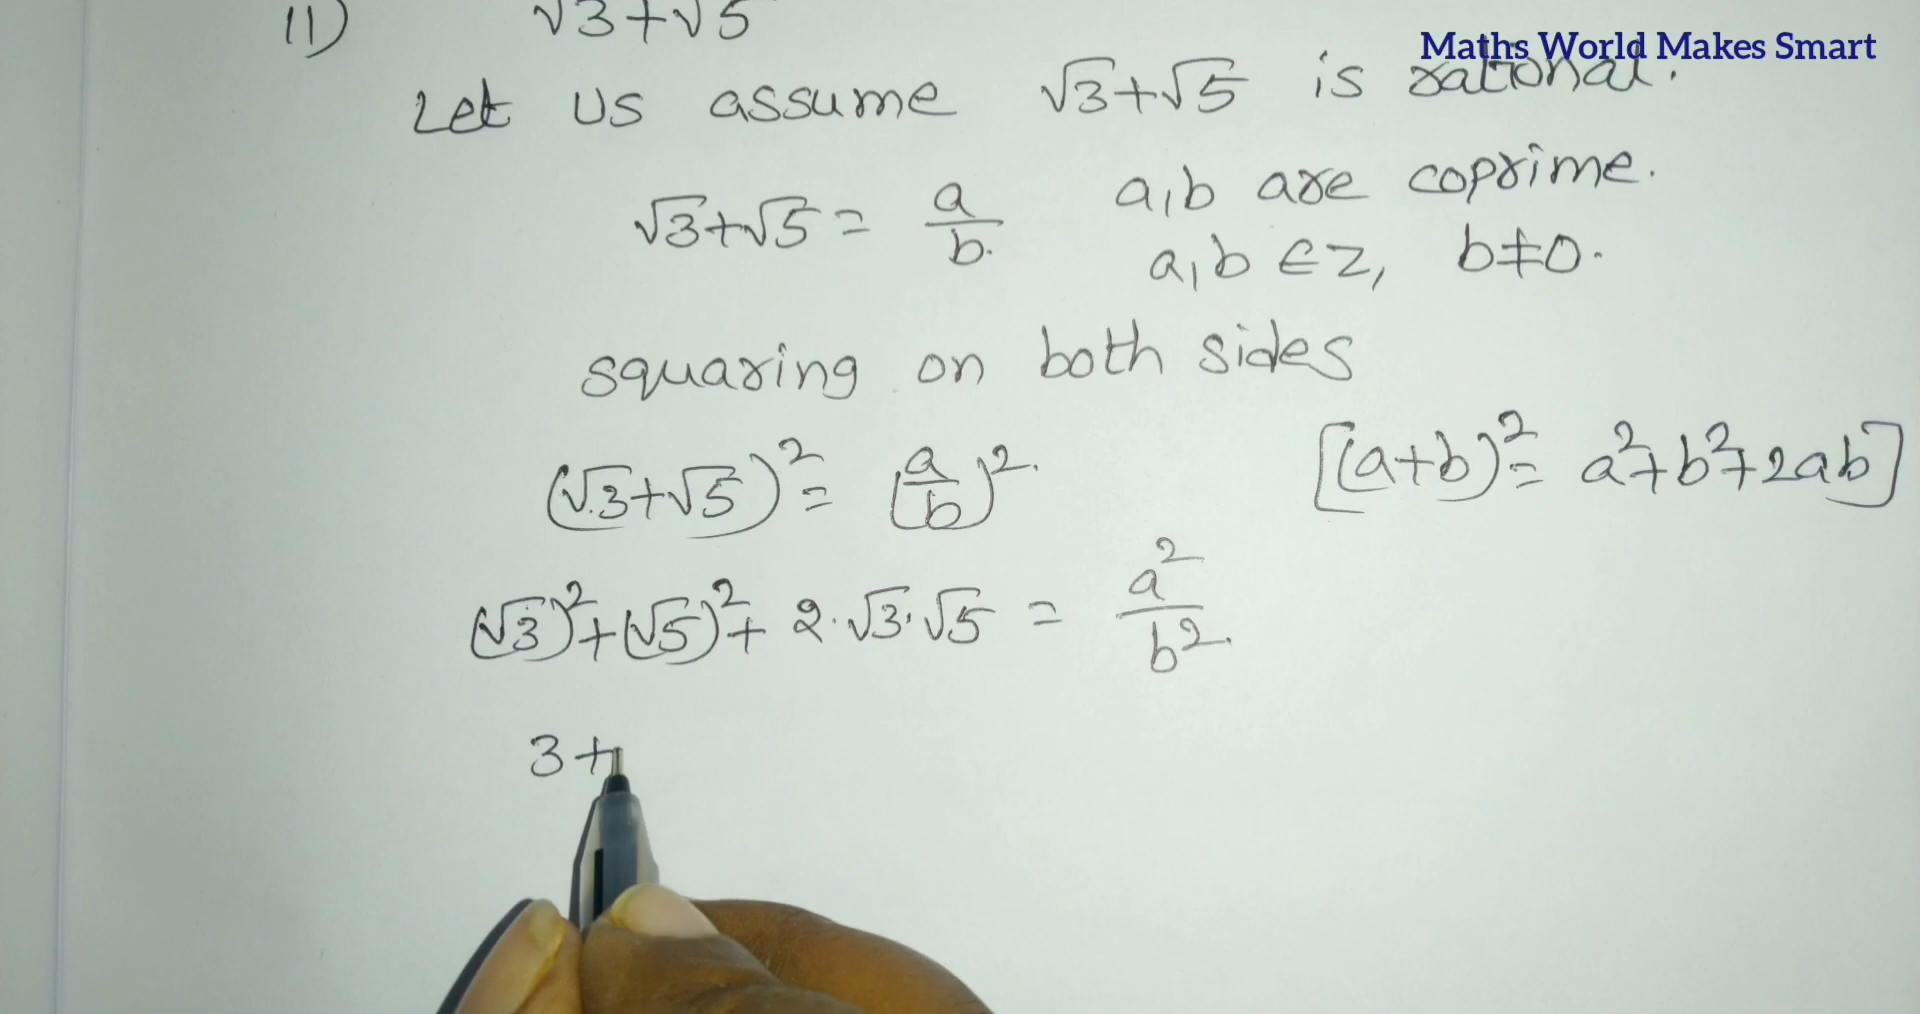 11) √3+√5
Maths World Makes Smart
Let us assume √3+√5 is rational.
√3+√5 = a/b. a,b are coprime.
a,b ∈ Z, b≠0.
squaring on both sides
(√3+√5)² = (a/b)². [(a+b)² = a²+b²+2ab]
(√3)²+(√5)²+ 2.√3.√5 = a²/b².
3+